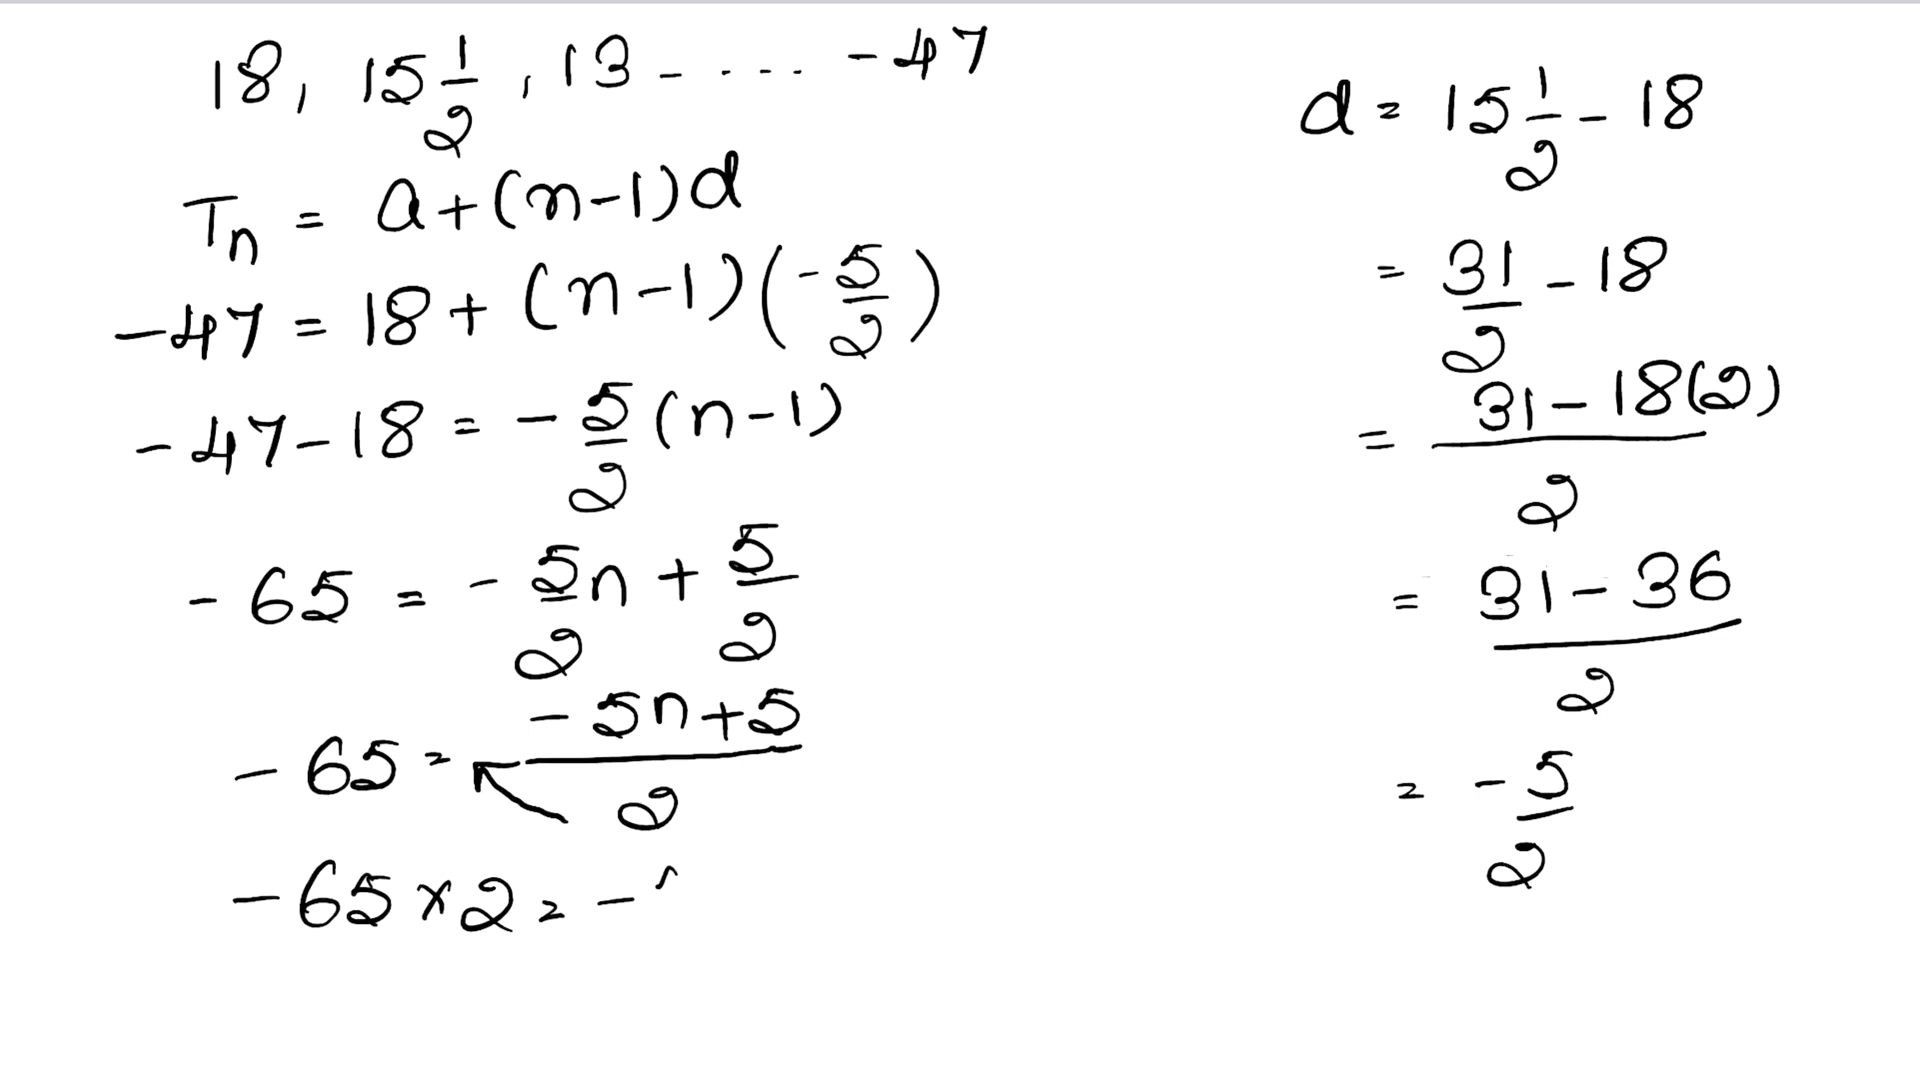 18, 15 1/2, 13 - .... -47
Tn = a+(n-1)d
-47 = 18+(n-1)(-5/2)
-47-18 = -5/2(n-1)
-65 = -5/2 n + 5/2
-65 = -5n+5/2
-65×2 = -
d = 15 1/2 - 18
= 31/2 - 18
= 31-18(2)/2
= 31-36/2
= -5/2